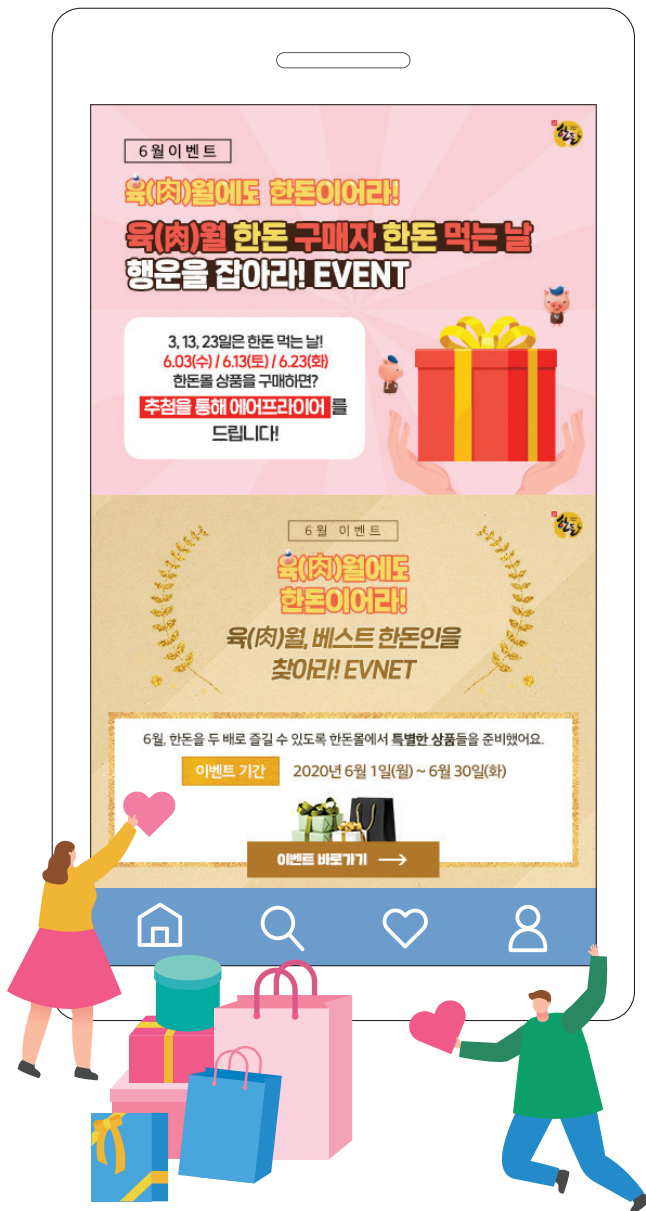 6월이벤트
한돈
육(肉)월에도 한돈이어라!
육(肉)월 한돈 구매자 한돈 먹는 날
행운을 잡아라! EVENT
3, 13, 23일은 한돈 먹는 날!
6.03(수) / 6.13(토) / 6.23(화)
한돈몰 상품을 구매하면?
추첨을 통해 에어프라이어 를
드립니다!
6월 이벤트
한돈
육(肉)월에도
한돈이어라!
육(肉)월, 베스트 한돈인을
찾아라! EVNET
6월, 한돈을 두 배로 즐길 수 있도록 한돈몰에서 특별한 상품들을 준비했어요.
이벤트 기간 2020년 6월 1일(월) ~ 6월 30일(화)
이벤트 바로가기